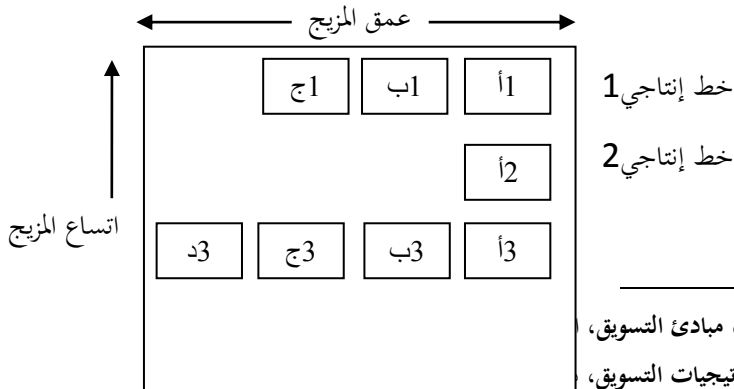 عمق المزيج
خط إنتاجي1
أ1
ب1
ج1
خط إنتاجي2
أ2
اتساع المزيج
أ3
ب3
ج3
د3
مبادئ التسويق،
التسويق،